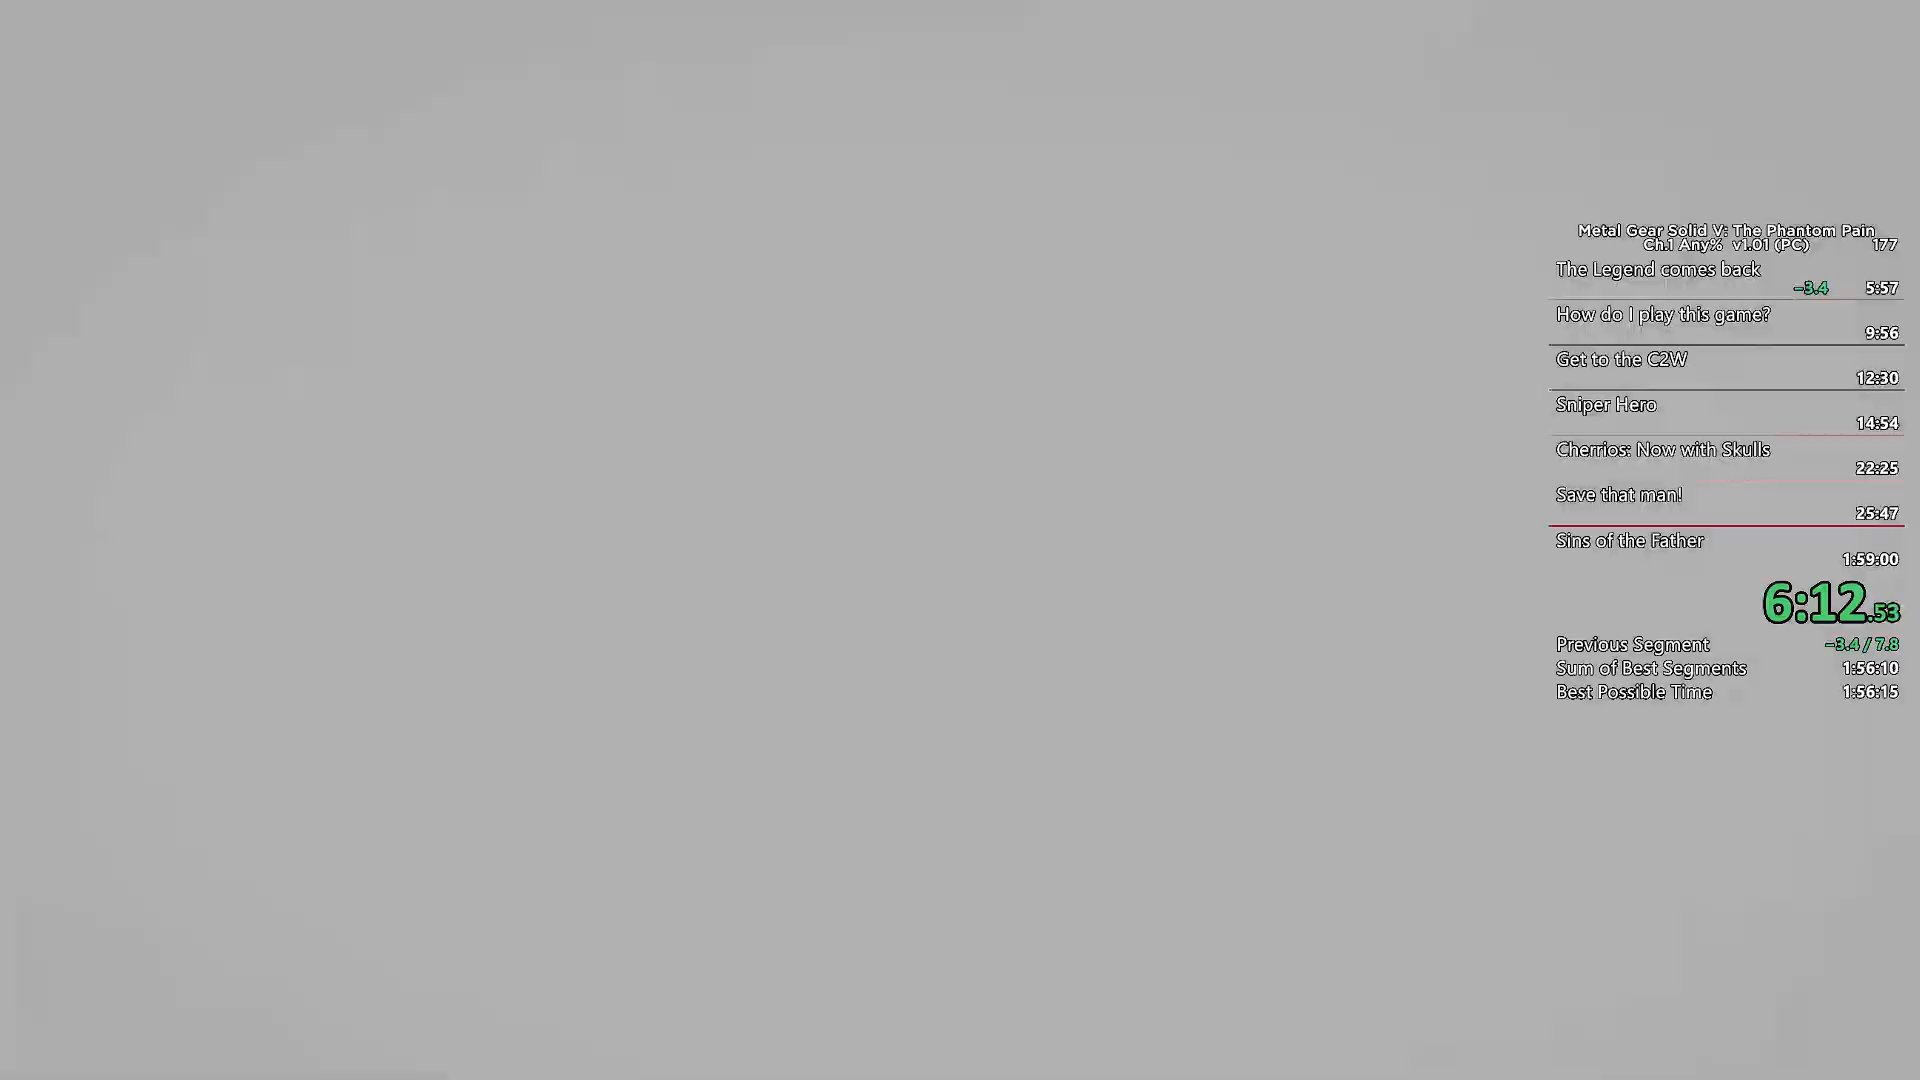 Metal Gear Solid V: The Phantom Pain
Ch.1 Any% v1.01 (PC) 177
The Legend comes back
-3.4 5:57
How do I play this game?
9:56
Get to the C2W
12:30
Sniper Hero
14:54
Cherrios: Now with Skulls
22:25
Save that man!
25:47
Sins of the Father
1:59:00
6:12.53
Previous Segment -3.4 / 7.8
Sum of Best Segments 1:56:10
Best Possible Time 1:56:15